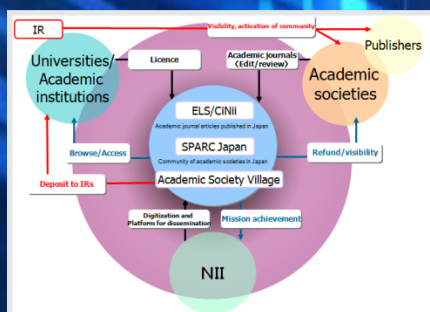 IR
Visibility, activation of community
Publishers
Universities/
Academic
institutions
Licence
Academic Journals
(Edit/review)
Academic
societies
ELS/CiNii
Academic journal articles published in Japan
SPARC Japan
Community of academic societies in Japan
Browse/Access
Refund/visibility
Deposit to IRs
Academic Society Village
Digitization and
Platform for dissemination
Mission achievement
NII